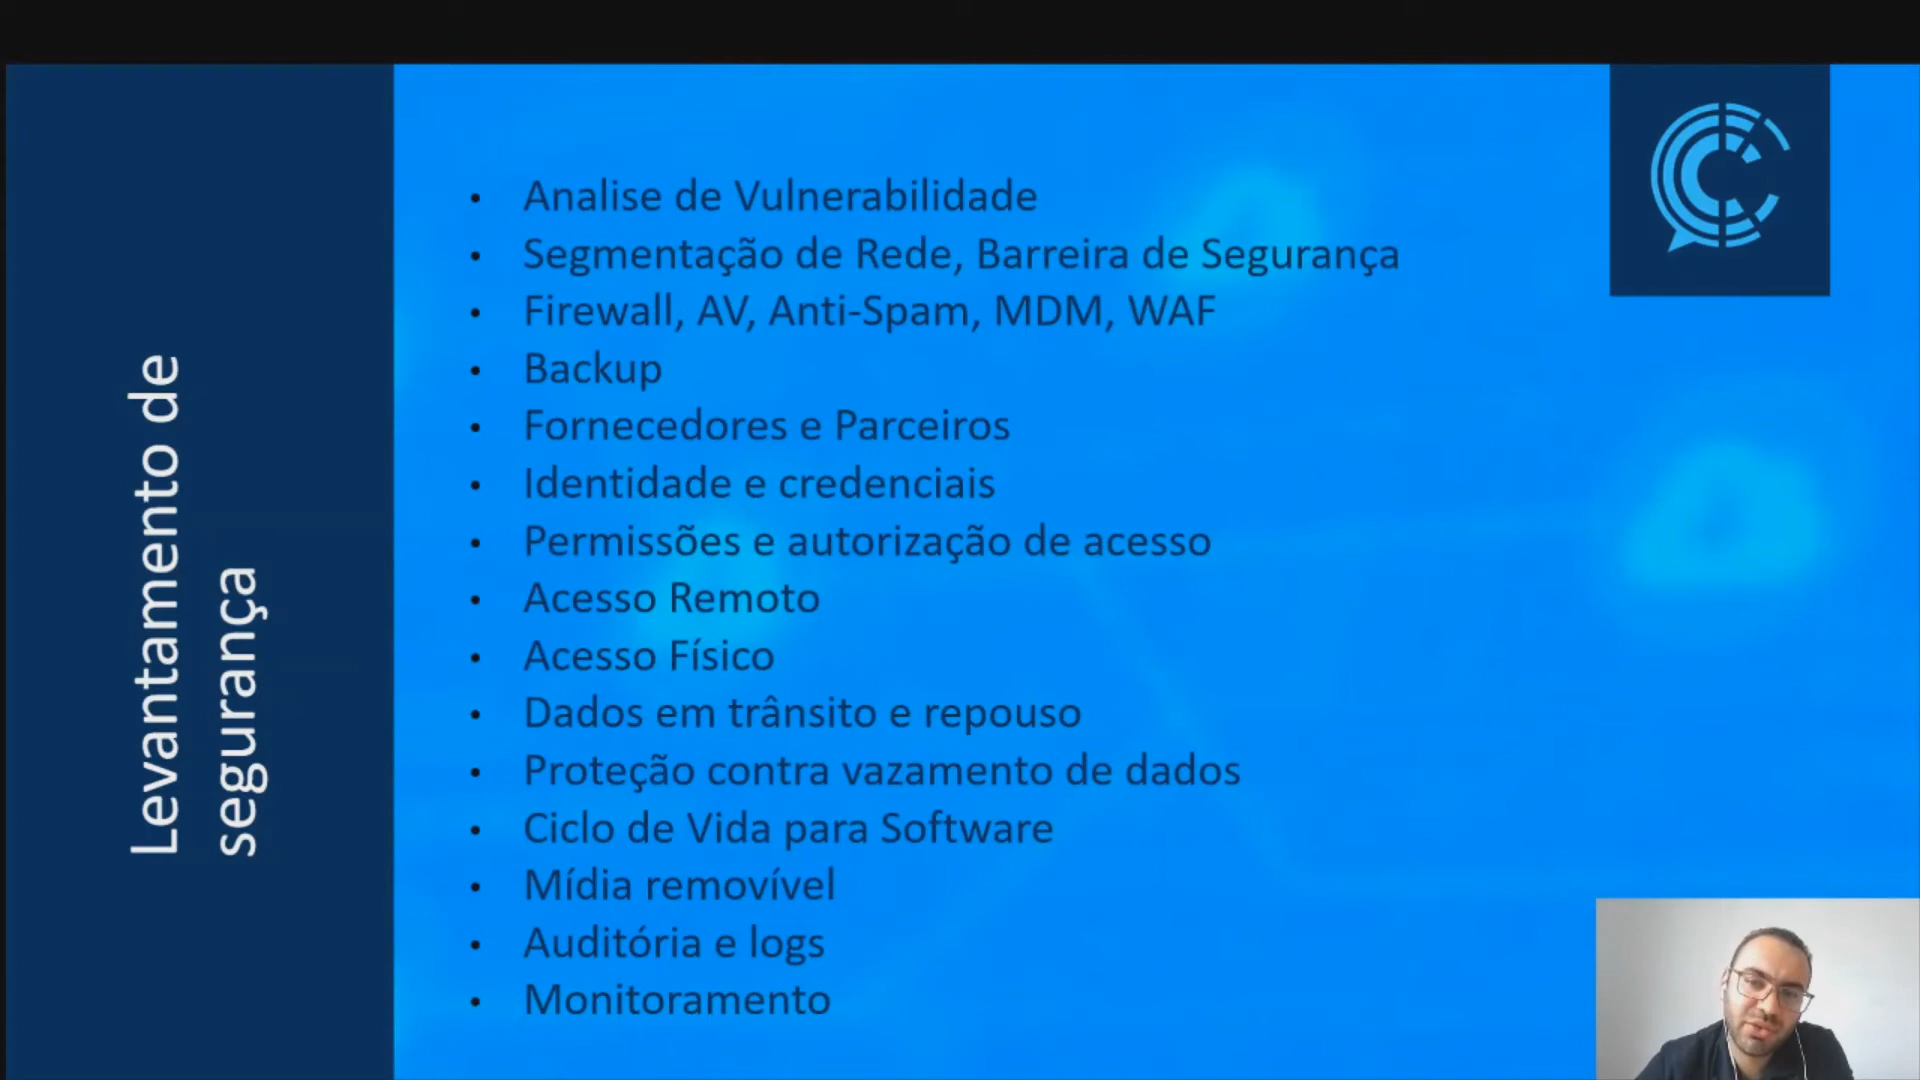 Levantamento de
segurança
• Analise de Vulnerabilidade
• Segmentação de Rede, Barreira de Segurança
• Firewall, AV, Anti-Spam, MDM, WAF
• Backup
• Fornecedores e Parceiros
• Identidade e credenciais
• Permissões e autorização de acesso
• Acesso Remoto
• Acesso Físico
• Dados em trânsito e repouso
• Proteção contra vazamento de dados
• Ciclo de Vida para Software
• Mídia removível
• Auditória e logs
• Monitoramento